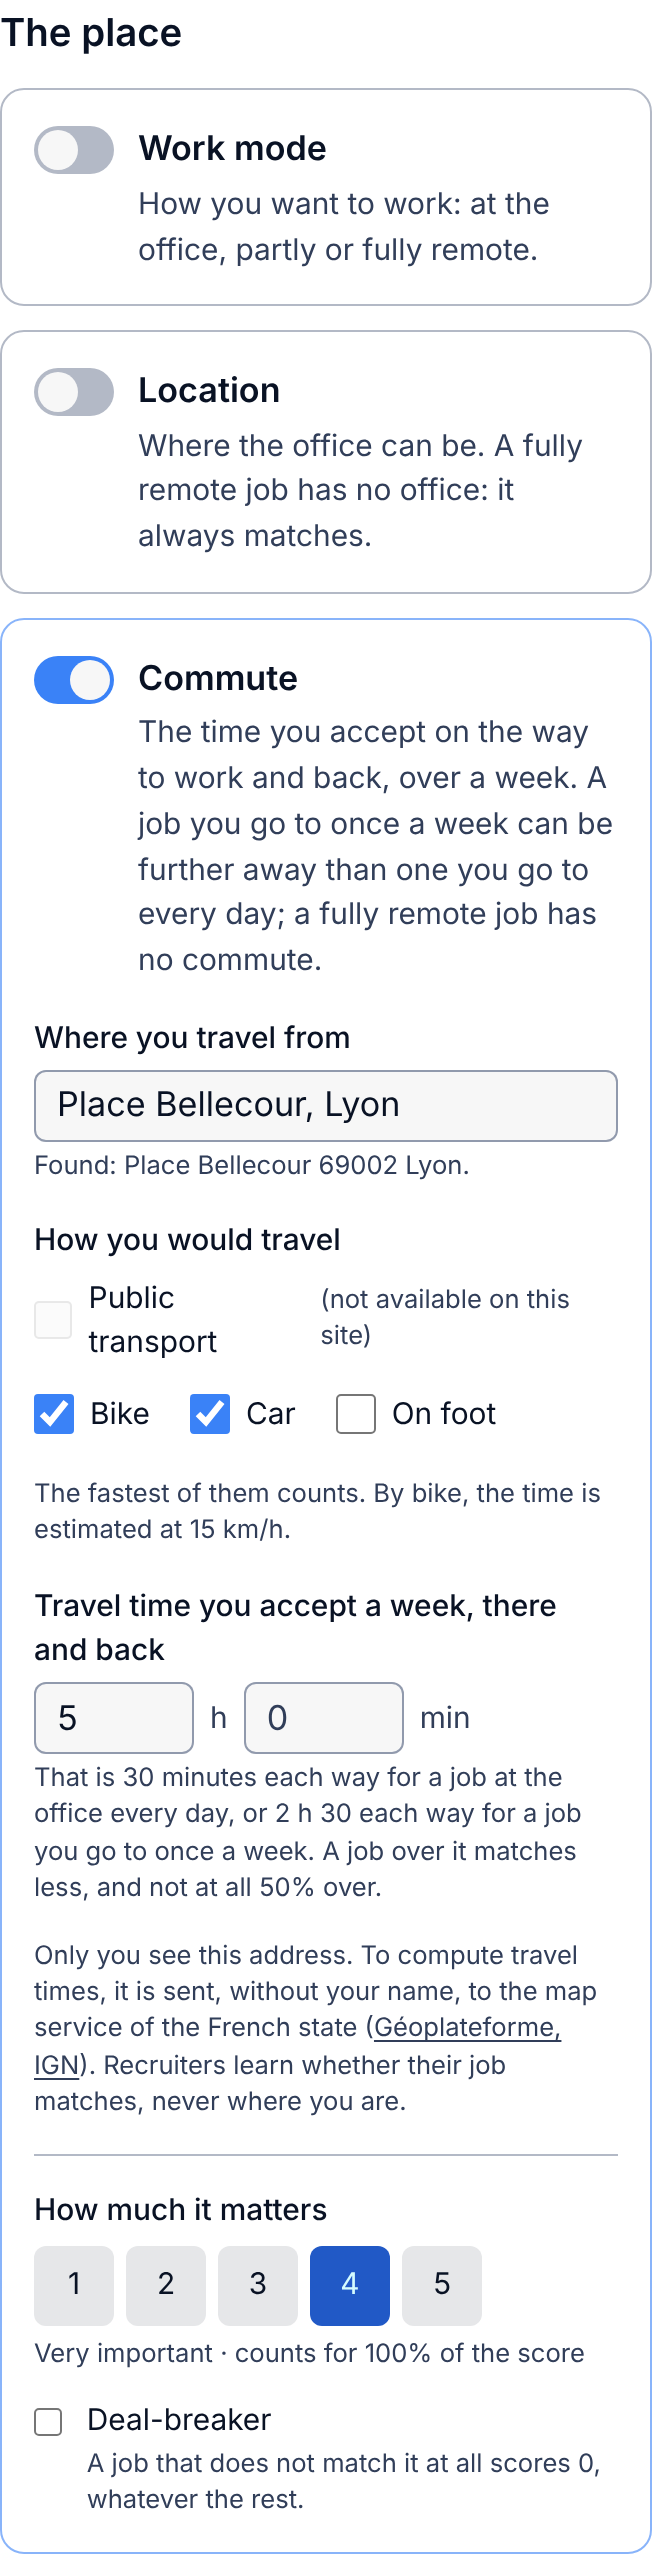 The place
Work mode
How you want to work: at the
office, partly or fully remote.
Location
Where the office can be. A fully
remote job has no office: it
always matches.
Commute
The time you accept on the way
to work and back, over a week. A
job you go to once a week can be
further away than one you go to
every day; a fully remote job has
no commute.
Where you travel from
Place Bellecour, Lyon
Found: Place Bellecour 69002 Lyon.
How you would travel
Public
transport
(not available on this
site)
Bike Car On foot
The fastest of them counts. By bike, the time is
estimated at 15 km/h.
Travel time you accept a week, there
and back
5 h 0 min
That is 30 minutes each way for a job at the
office every day, or 2 h 30 each way for a job
you go to once a week. A job over it matches
less, and not at all 50% over.
Only you see this address. To compute travel
times, it is sent, without your name, to the map
service of the French state (Géoplateforme,
IGN). Recruiters learn whether their job
matches, never where you are.
How much it matters
1 2 3 4 5
Very important · counts for 100% of the score
Deal-breaker
A job that does not match it at all scores 0,
whatever the rest.